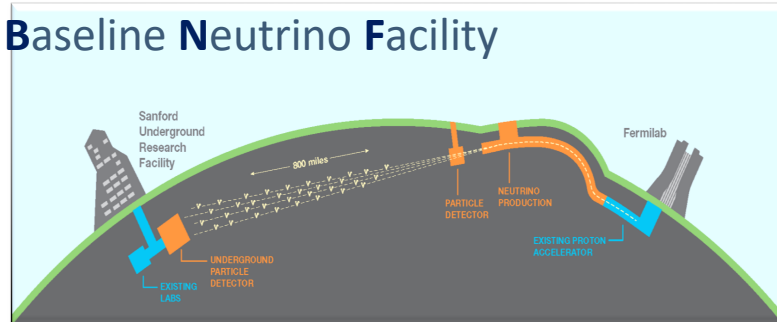 Baseline Neutrino Facility
Sanford
Underground
Research
Facility
Fermilab
800 miles
PARTICLE
DETECTOR
NEUTRINO
PRODUCTION
EXISTING PROTON
ACCELERATOR
UNDERGROUND
PARTICLE
DETECTOR
EXISTING
LABS